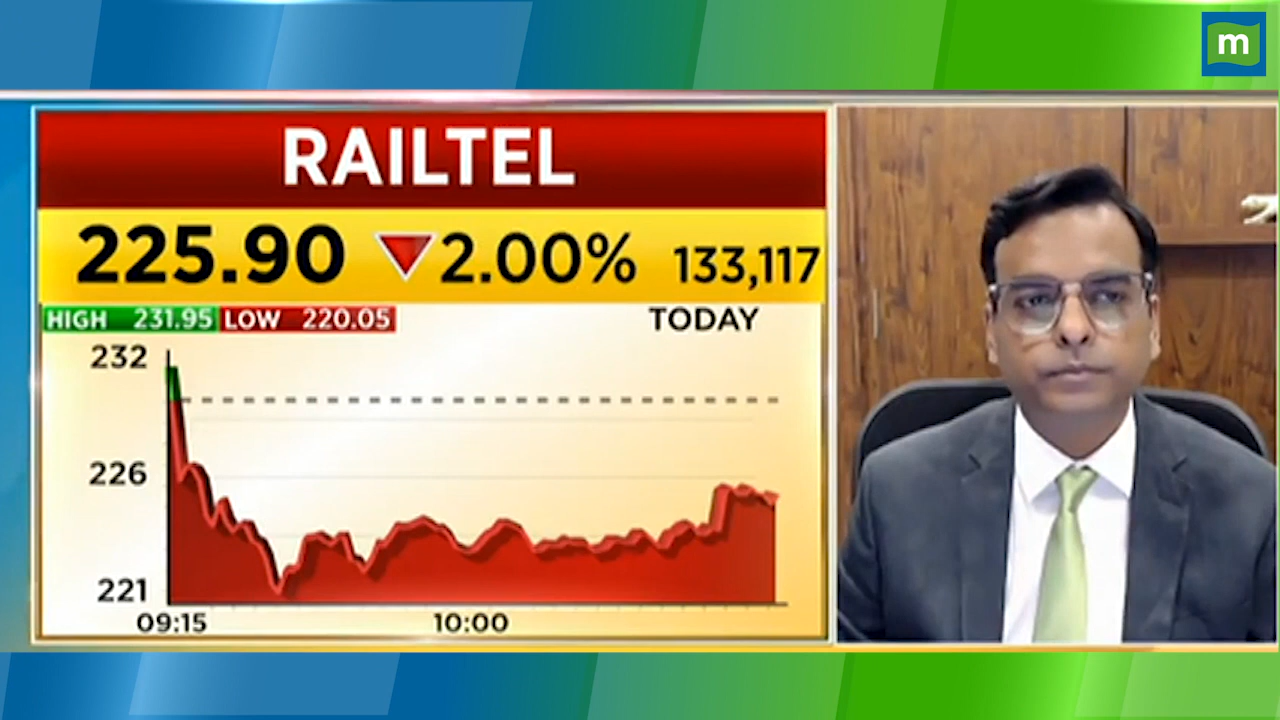 m
RAILTEL
225.90 ▼2.00% 133,117
HIGH 231.95 LOW 220.05 TODAY
232
226
221
09:15 10:00